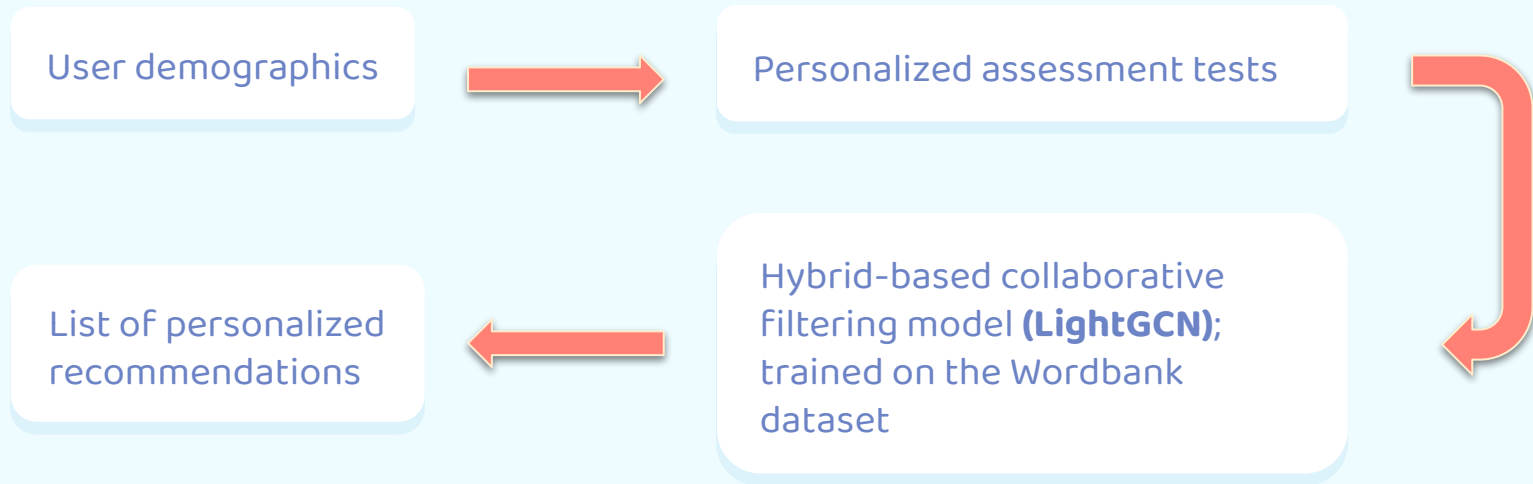 User demographics
Personalized assessment tests
Hybrid-based collaborative
filtering model (LightGCN);
trained on the Wordbank
dataset
List of personalized
recommendations